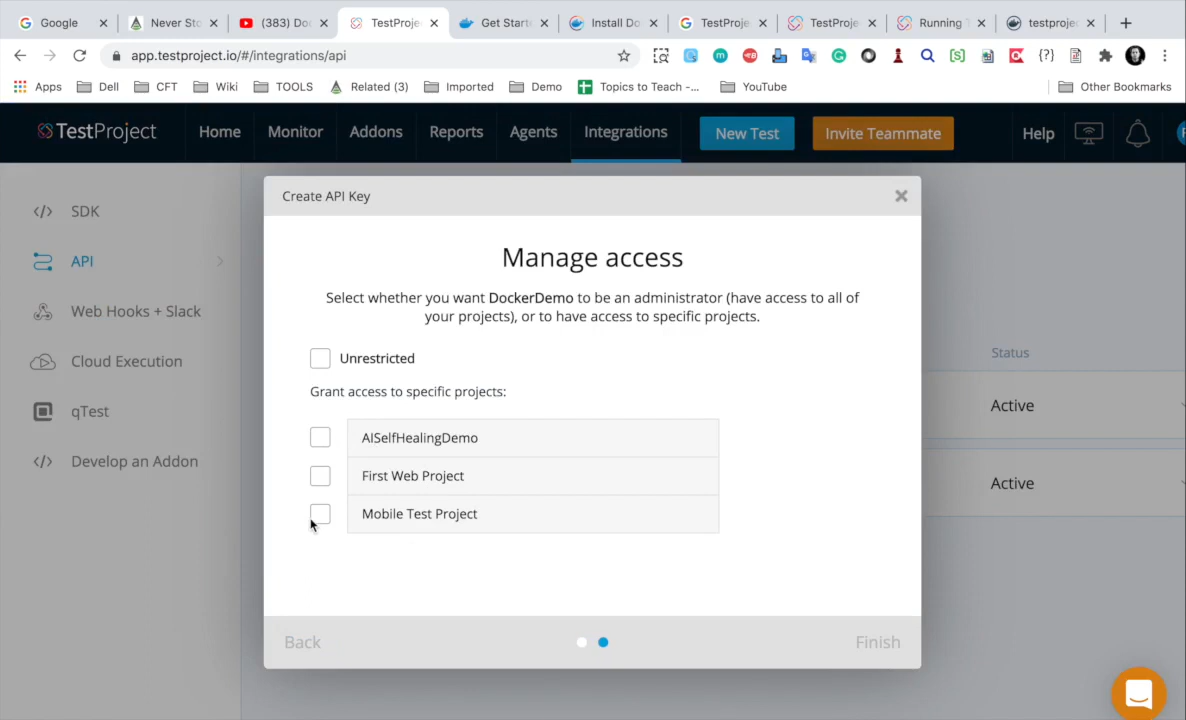 Google
Never Sto
(383) Do
TestProje
Get Starte
Install Do
TestProje
TestProje
Running
testproje
app.testproject.io/#/integrations/api
Apps
Dell
CFT
Wiki
TOOLS
Related (3)
Imported
Demo
Topics to Teach -...
YouTube
Other Bookmarks
TestProject
Home
Monitor
Addons
Reports
Agents
Integrations
New Test
Invite Teammate
Help
SDK
API
Web Hooks + Slack
Cloud Execution
qTest
Develop an Addon
Create API Key
Manage access
Select whether you want DockerDemo to be an administrator (have access to all of
your projects), or to have access to specific projects.
Unrestricted
Grant access to specific projects:
AISelfHealingDemo
First Web Project
Mobile Test Project
Back
Finish
Status
Active
Active